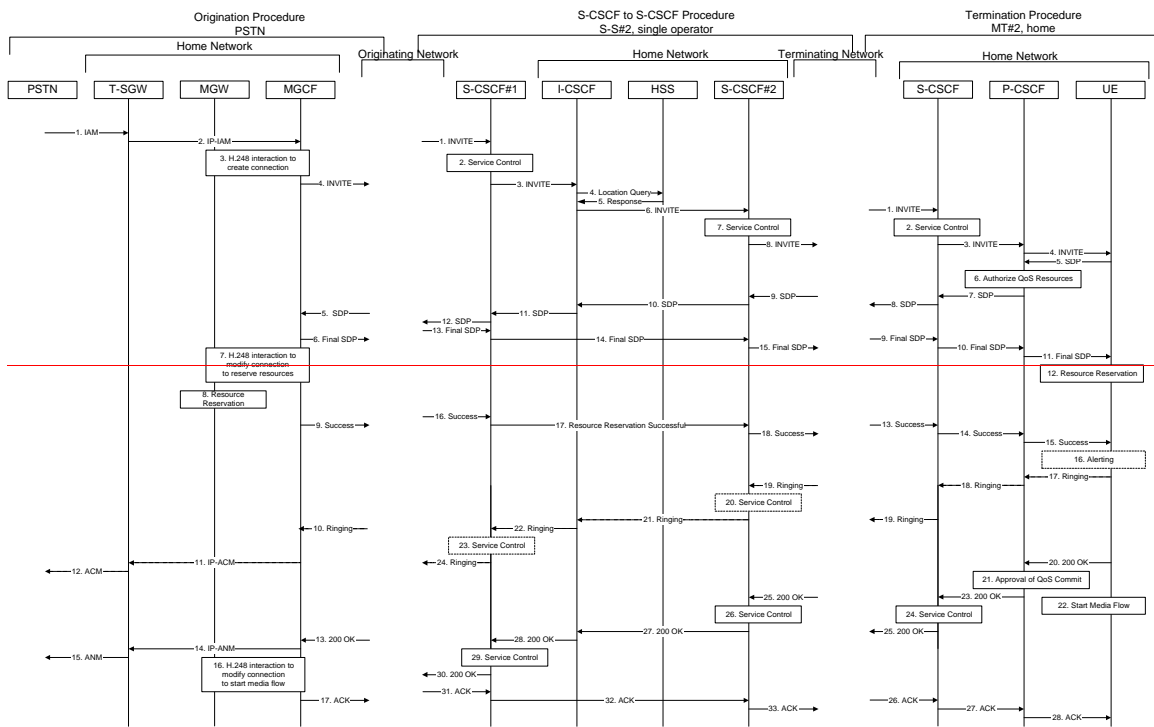 Origination Procedure
PSTN
S-CSCF to S-CSCF Procedure
S-S#2, single operator
Termination Procedure
MT#2, home
Home Network
Originating Network
Home Network
Terminating Network
Home Network
PSTN
T-SGW
MGW
MGCF
S-CSCF#1
I-CSCF
HSS
S-CSCF#2
S-CSCF
P-CSCF
UE
1. IAM
2. IP-IAM
3. H.248 interaction to
create connection
4. INVITE
5. SDP
6. Final SDP
7. H.248 interaction to
modify connection
to reserve resources
8. Resource
Reservation
9. Success
10. Ringing
11. IP-ACM
12. ACM
13. 200 OK
14. IP-ANM
15. ANM
16. H.248 interaction to
modify connection
to start media flow
17. ACK
1. INVITE
2. Service Control
3. INVITE
4. Location Query
5. Response
6. INVITE
7. Service Control
8. INVITE
9. SDP
10. SDP
11. SDP
12. SDP
13. Final SDP
14. Final SDP
15. Final SDP
16. Success
17. Resource Reservation Successful
18. Success
19. Ringing
20. Service Control
21. Ringing
22. Ringing
23. Service Control
24. Ringing
25. 200 OK
26. Service Control
27. 200 OK
28. 200 OK
29. Service Control
30. 200 OK
31. ACK
32. ACK
33. ACK
1. INVITE
2. Service Control
3. INVITE
4. INVITE
5. SDP
6. Authorize QoS Resources
7. SDP
8. SDP
9. Final SDP
10. Final SDP
11. Final SDP
12. Resource Reservation
13. Success
14. Success
15. Success
16. Alerting
17. Ringing
18. Ringing
19. Ringing
20. 200 OK
21. Approval of QoS Commit
22. Start Media Flow
23. 200 OK
24. Service Control
25. 200 OK
26. ACK
27. ACK
28. ACK